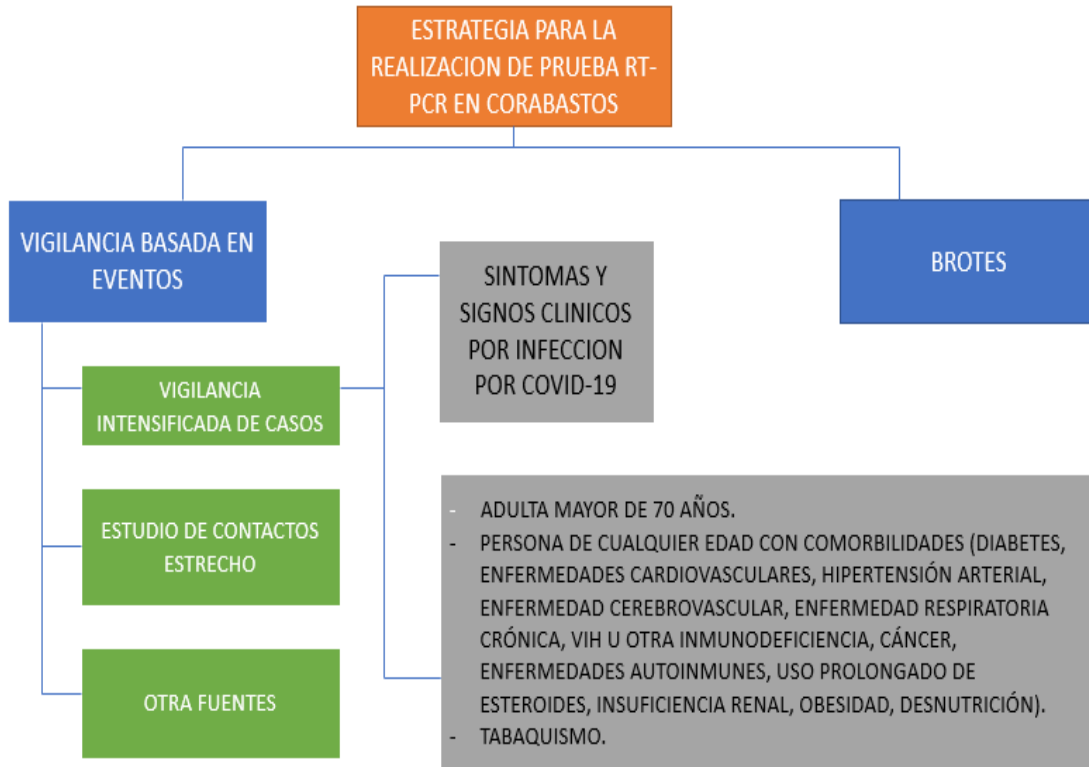 ESTRATEGIA PARA LA
REALIZACION DE PRUEBA RT-
PCR EN CORABASTOS
VIGILANCIA BASADA EN
EVENTOS
BROTES
VIGILANCIA
INTENSIFICADA DE CASOS
SINTOMAS Y
SIGNOS CLINICOS
POR INFECCION
POR COVID-19
ESTUDIO DE CONTACTOS
ESTRECHO
OTRA FUENTES
- ADULTA MAYOR DE 70 AÑOS.
- PERSONA DE CUALQUIER EDAD CON COMORBILIDADES (DIABETES,
ENFERMEDADES CARDIOVASCULARES, HIPERTENSIÓN ARTERIAL,
ENFERMEDAD CEREBROVASCULAR, ENFERMEDAD RESPIRATORIA
CRÓNICA, VIH U OTRA INMUNODEFICIENCIA, CÁNCER,
ENFERMEDADES AUTOINMUNES, USO PROLONGADO DE
ESTEROIDES, INSUFICIENCIA RENAL, OBESIDAD, DESNUTRICIÓN).
- TABAQUISMO.